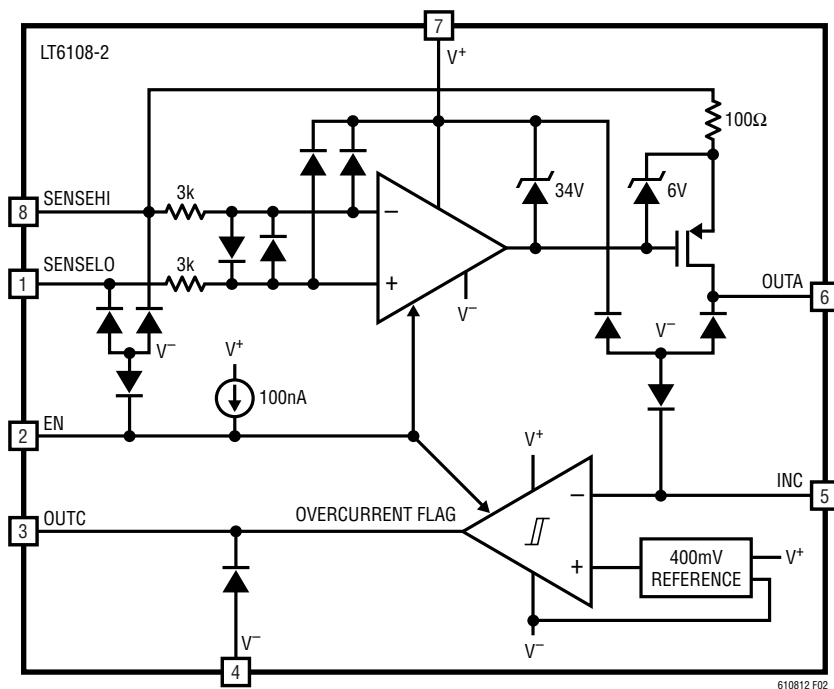 7
LT6108-2
V+
100Ω
34V
6V
3k
8
SENSEHI
−
SENSELO
3k
1
+
V−
OUTA
6
V−
V−
V+
100nA
2
EN
V+
INC
5
−
OVERCURRENT FLAG
3
OUTC
+
400mV
REFERENCE
V+
V−
V−
4
610812 F02